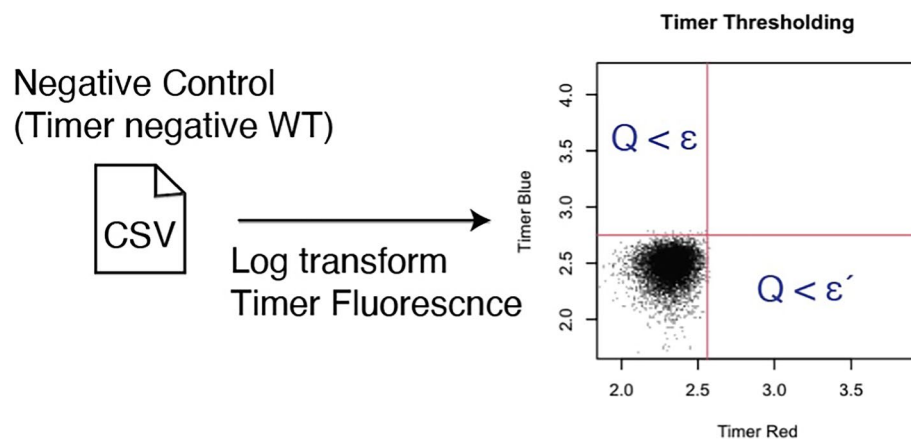 Negative Control
(Timer negative WT)
CSV
Log transform
Timer Fluorescnce
Timer Thresholding
Timer Blue
4.0
3.5
3.0
2.5
2.0
Q < ε
Q < ε´
2.0 2.5 3.0 3.5
Timer Red